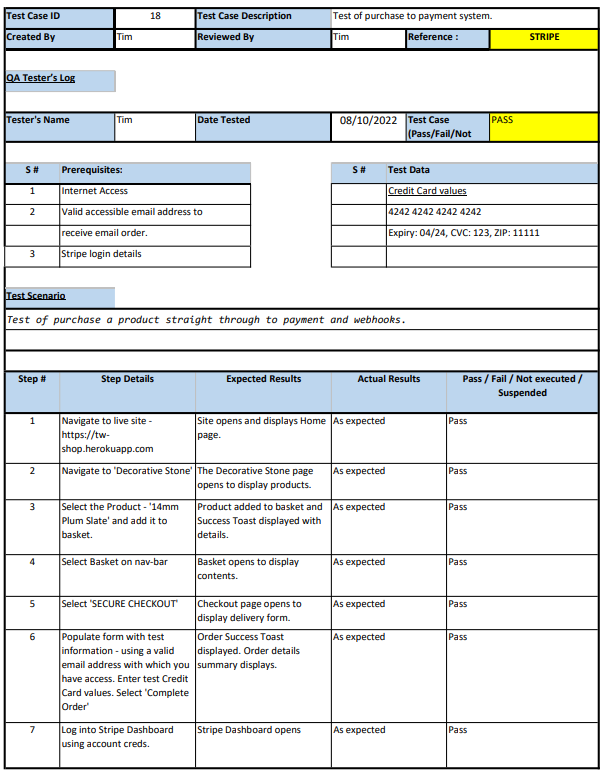 Test Case ID 18 Test Case Description Test of purchase to payment system.
Created By Tim Reviewed By Tim Reference : STRIPE
QA Tester's Log
Tester's Name Tim Date Tested 08/10/2022 Test Case
(Pass/Fail/Not
PASS
S # Prerequisites: S # Test Data
1 Internet Access Credit Card values
2 Valid accessible email address to 4242 4242 4242 4242
receive email order. Expiry: 04/24, CVC: 123, ZIP: 11111
3 Stripe login details
Test Scenario
Test of purchase a product straight through to payment and webhooks.
Step # Step Details Expected Results Actual Results Pass / Fail / Not executed /
Suspended
1 Navigate to live site -
https://tw-
shop.herokuapp.com
Site opens and displays Home
page.
As expected Pass
2 Navigate to 'Decorative Stone'
The Decorative Stone page
opens to display products.
As expected Pass
3 Select the Product - '14mm
Plum Slate' and add it to
basket.
Product added to basket and
Success Toast displayed with
details.
As expected Pass
4 Select Basket on nav-bar
Basket opens to display
contents.
As expected Pass
5 Select 'SECURE CHECKOUT'
Checkout page opens to
display delivery form.
As expected Pass
6 Populate form with test
information - using a valid
email address with which you
have access. Enter test Credit
Card values. Select 'Complete
Order'
Order Success Toast
displayed. Order details
summary displays.
As expected Pass
7 Log into Stripe Dashboard
using account creds.
Stripe Dashboard opens
As expected Pass